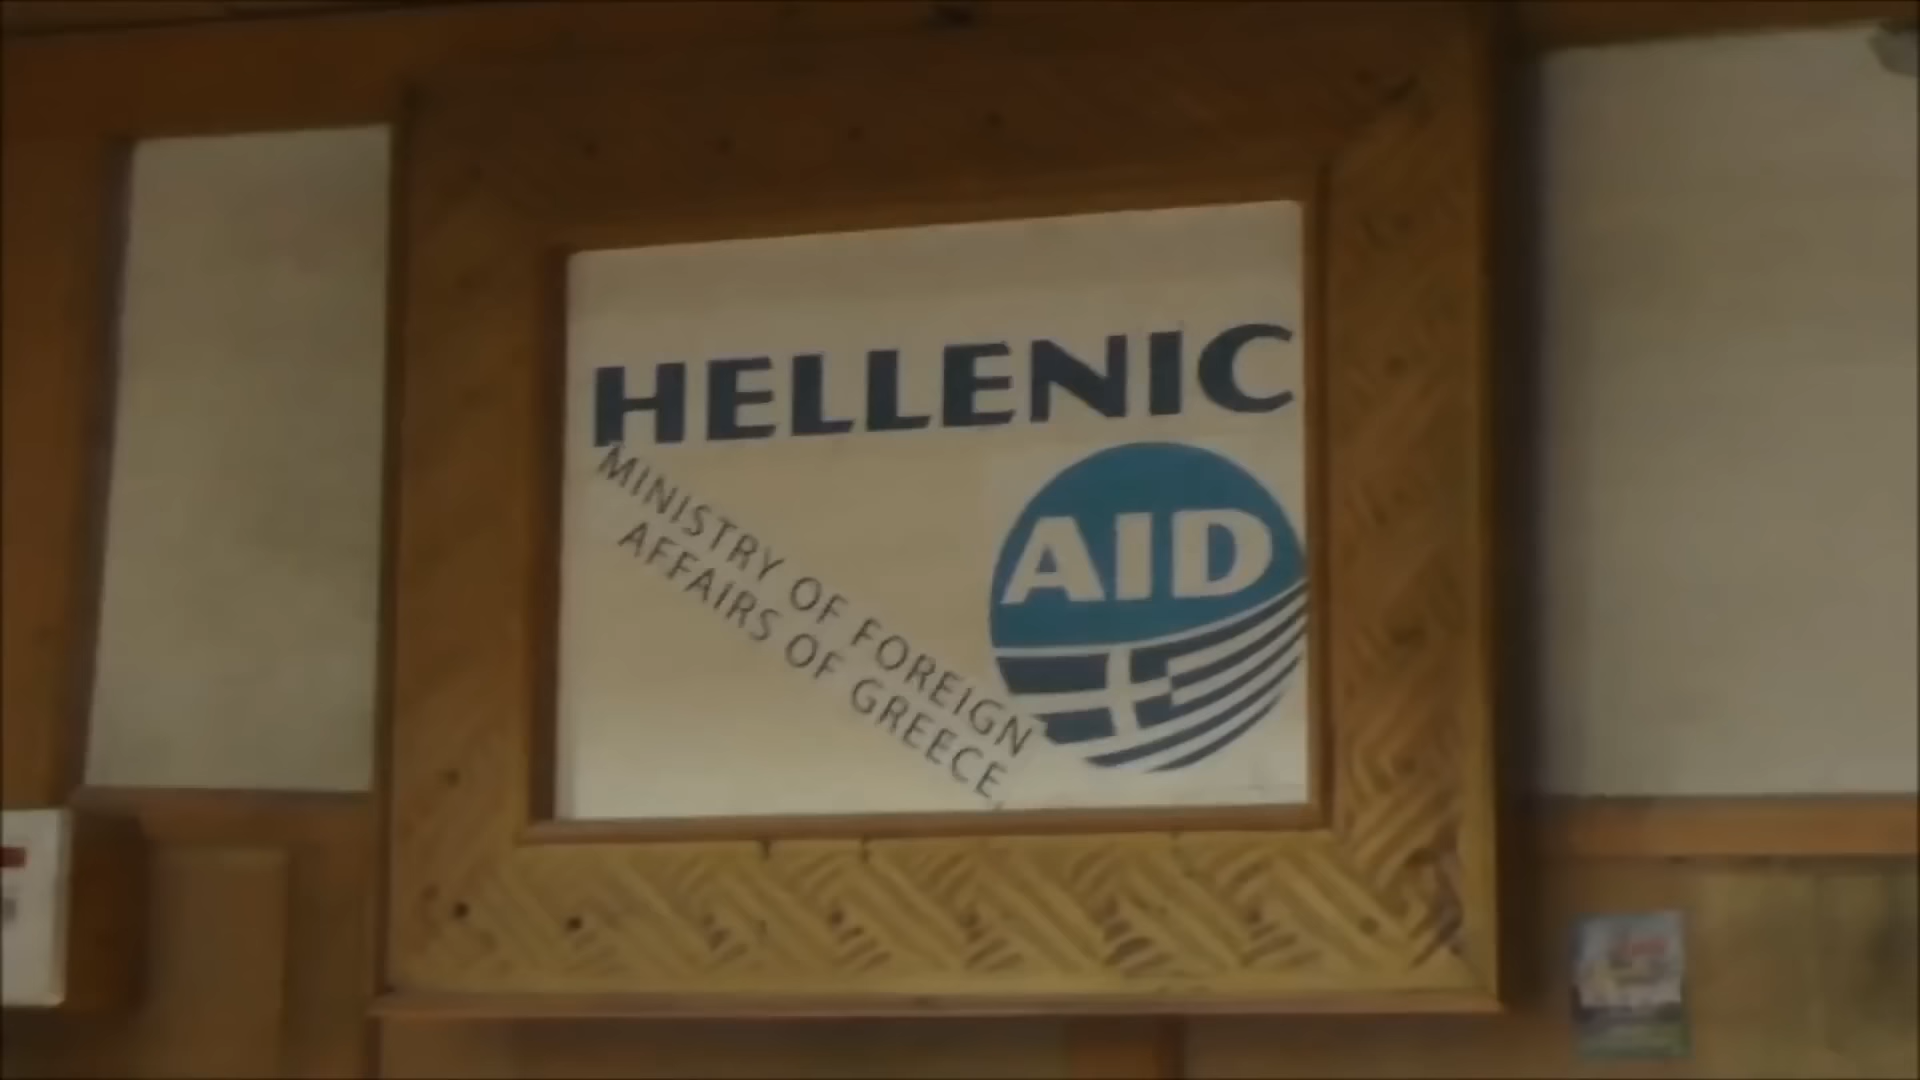 HELLENIC
AID
MINISTRY OF FOREIGN
AFFAIRS OF GREECE